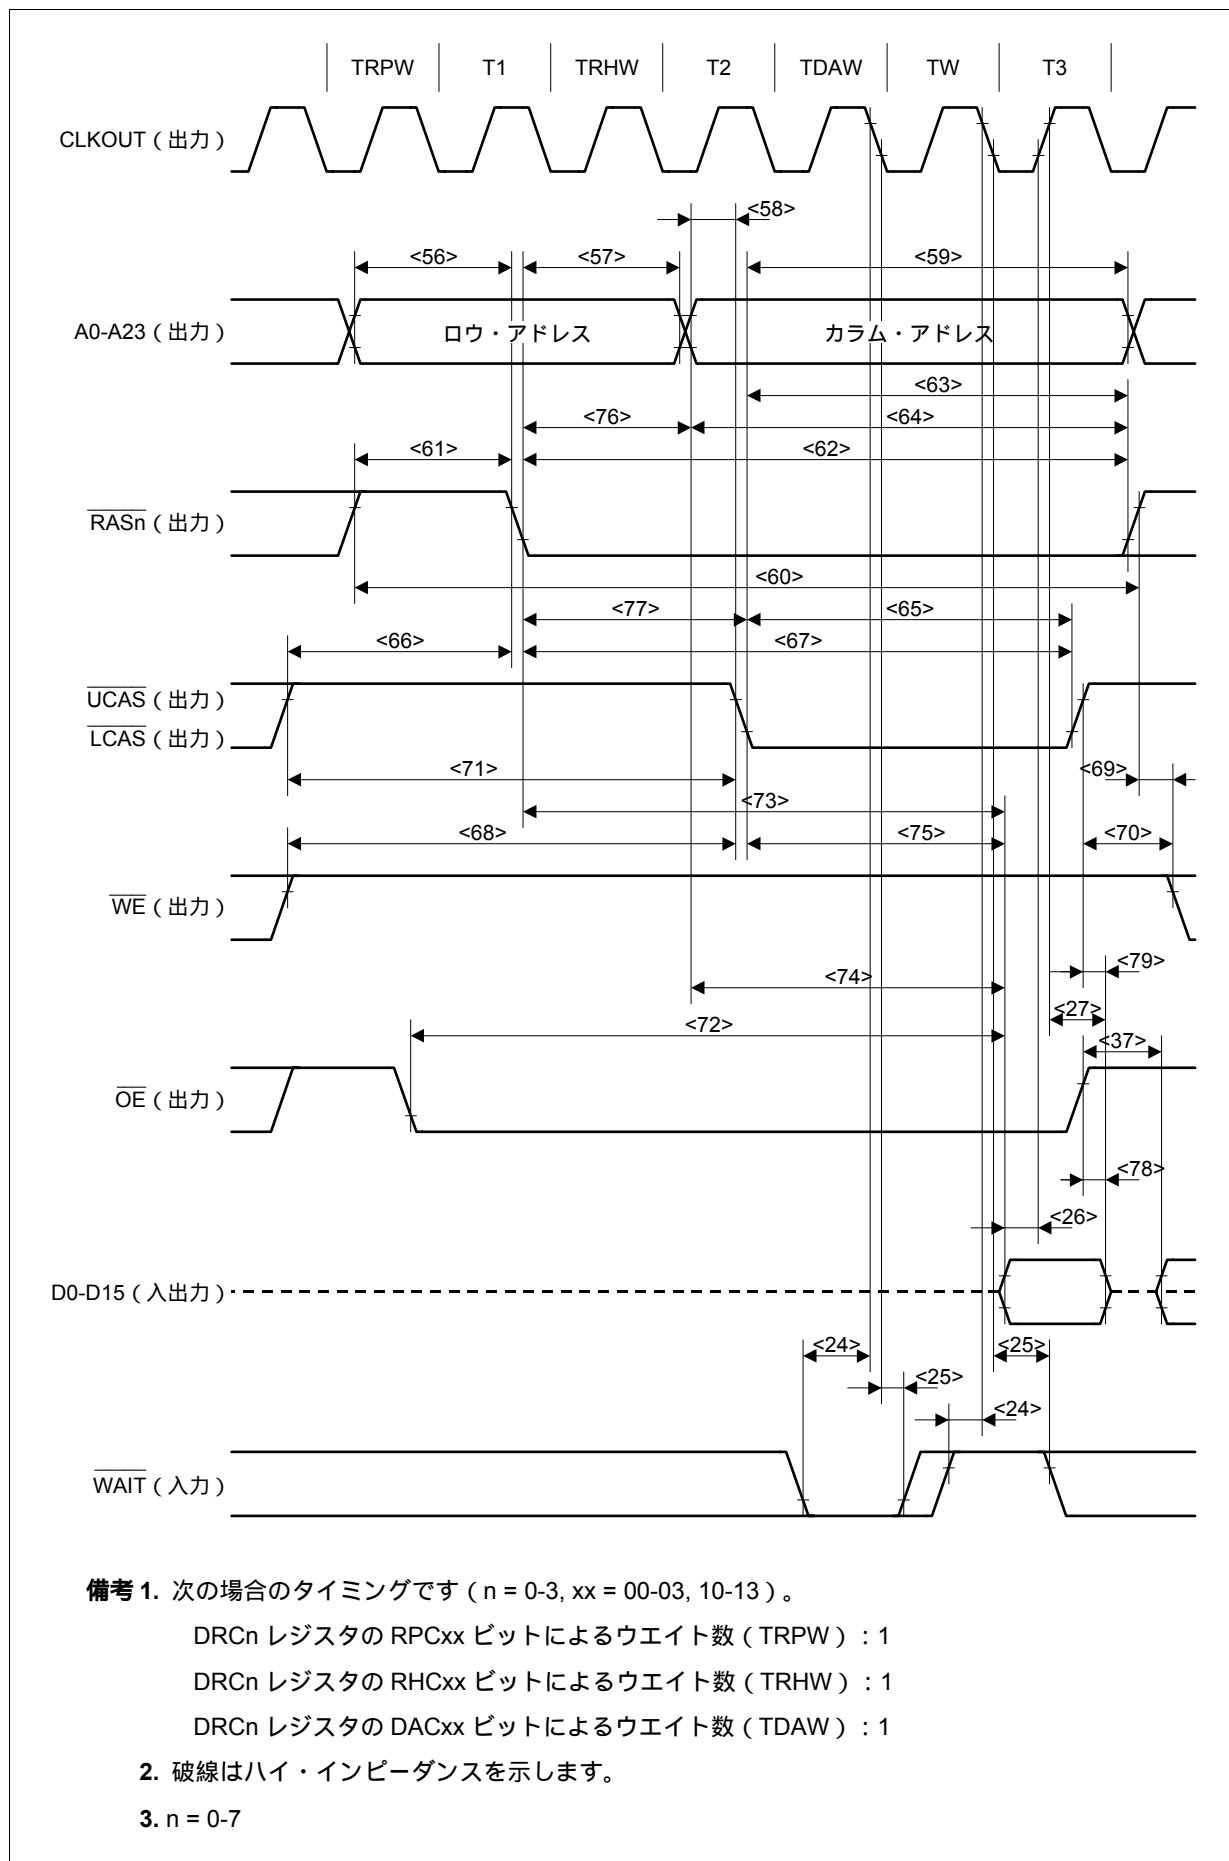 TRPW T1 TRHW T2 TDAW TW T3
CLKOUT（出力）
<58>
<56> <57> <59>
A0-A23（出力） ロウ・アドレス カラム・アドレス
<63>
<76> <64>
<61> <62>
RASn（出力）
<60>
<77> <65>
<66> <67>
UCAS（出力）
LCAS（出力）
<71> <69>
<73>
<68> <75> <70>
WE（出力）
<79>
<74>
<27>
<72>
<37>
OE（出力）
<78>
<26>
D0-D15（入出力）
<24> <25>
<25>
<24>
WAIT（入力）
備考 1. 次の場合のタイミングです（n = 0-3, xx = 00-03, 10-13）。
DRCn レジスタの RPCxx ビットによるウエイト数（TRPW）：1
DRCn レジスタの RHCxx ビットによるウエイト数（TRHW）：1
DRCn レジスタの DACxx ビットによるウエイト数（TDAW）：1
2. 破線はハイ・インピーダンスを示します。
3. n = 0-7